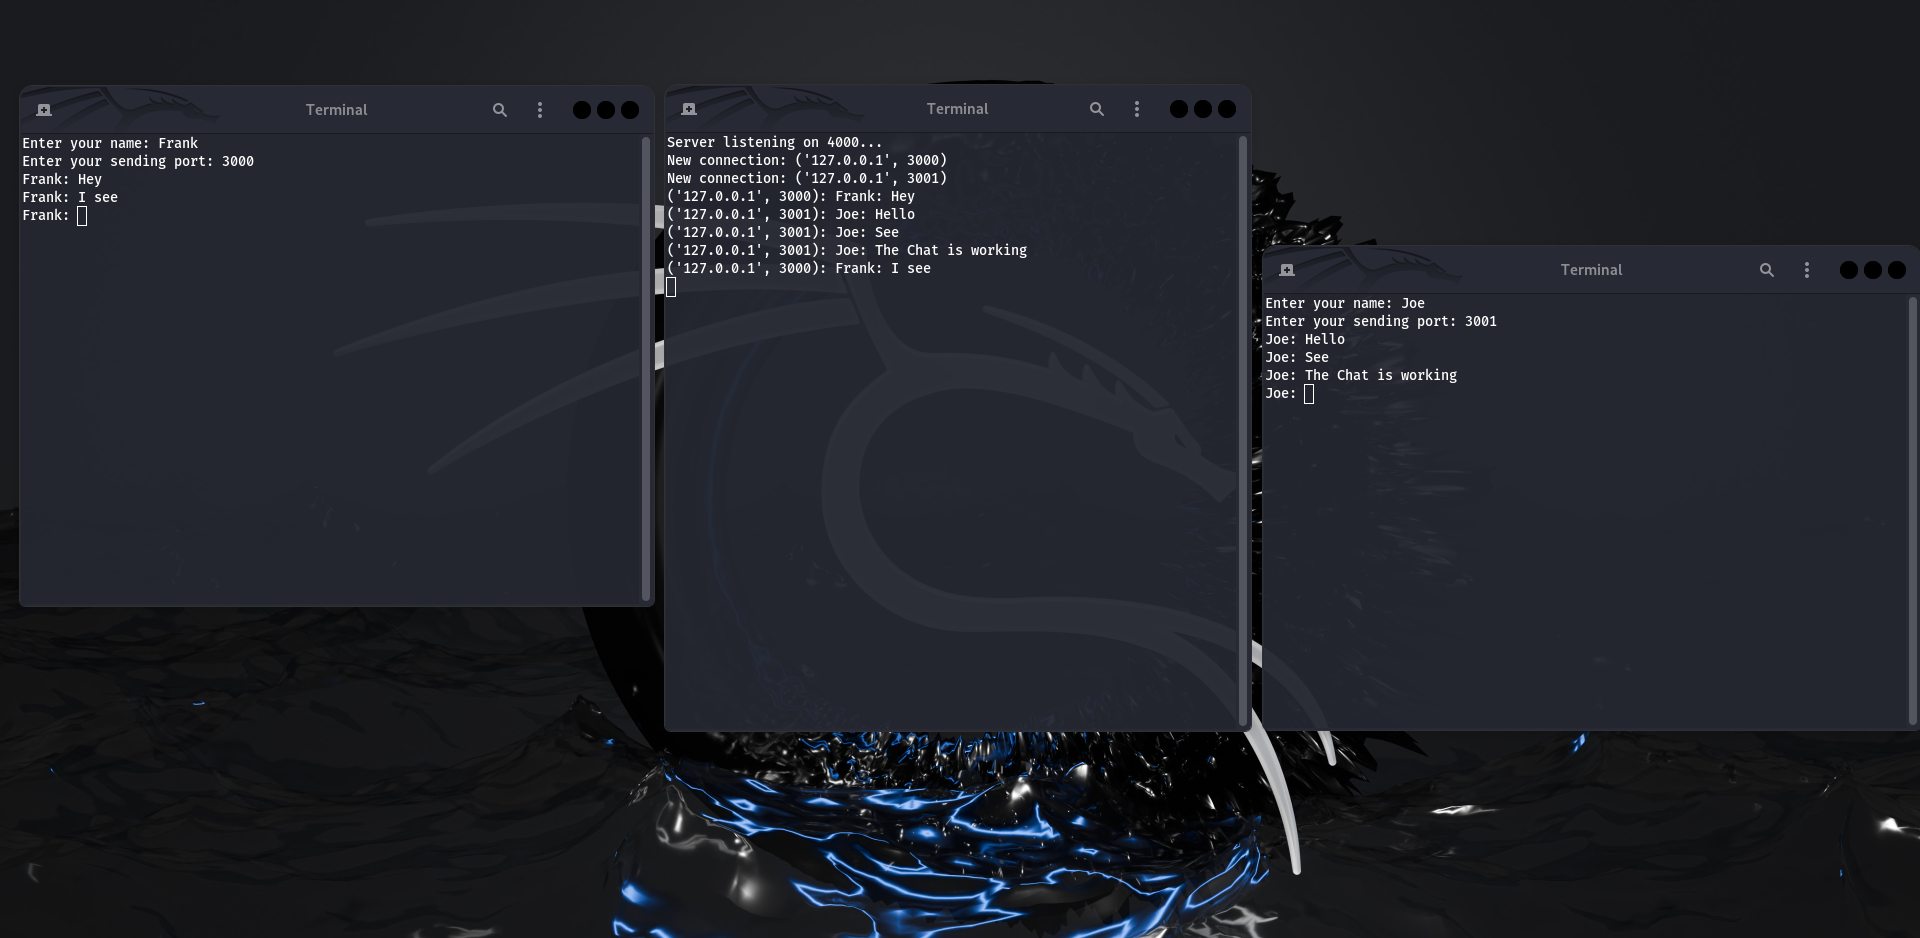 Terminal
Enter your name: Frank
Enter your sending port: 3000
Frank: Hey
Frank: I see
Frank:
Terminal
Server listening on 4000...
New connection: ('127.0.0.1', 3000)
New connection: ('127.0.0.1', 3001)
('127.0.0.1', 3000): Frank: Hey
('127.0.0.1', 3001): Joe: Hello
('127.0.0.1', 3001): Joe: See
('127.0.0.1', 3001): Joe: The Chat is working
('127.0.0.1', 3000): Frank: I see
Terminal
Enter your name: Joe
Enter your sending port: 3001
Joe: Hello
Joe: See
Joe: The Chat is working
Joe: